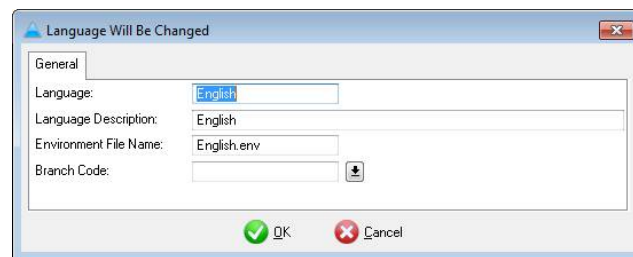 Language Will Be Changed
General
Language: English
Language Description: English
Environment File Name: English.env
Branch Code:
OK Cancel